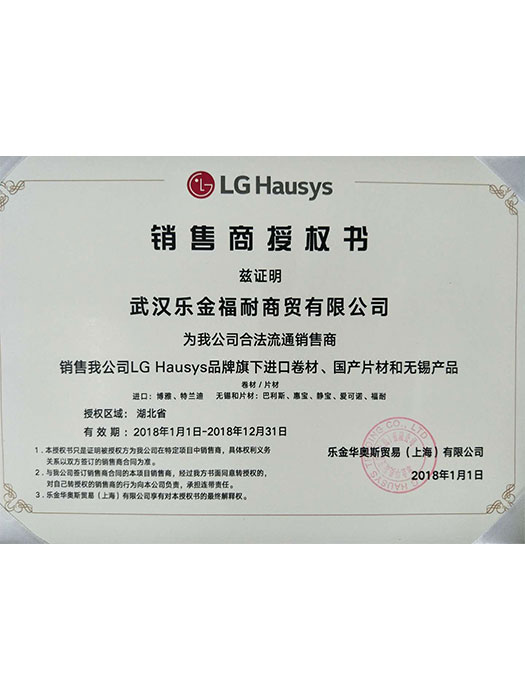 LG Hausys
销售商授权书
兹证明
武汉乐金福耐商贸有限公司
为我公司合法流通销售商
销售我公司LG Hausys品牌旗下进口卷材、国产片材和无锡产品
卷材/片材
进口：博雅、特兰迪 无锡和片材：巴利斯、惠宝、静宝、爱可诺、福耐
授权区域：湖北省
有效期：2018年1月1日-2018年12月31日
1．本授权书只是证明被授权方为我公司在特定项目中销售商，具体权利义务
关系以双方签订的销售商合同为准。
2．与我公司签订销售商合同的本项目销售商，经过我方书面同意转授权的，
对自己转授权的销售商的行为向本公司负责，承担连带责任。
3．乐金华奥斯贸易（上海）有限公司享有对本授权书的最终解释权。
乐金华奥斯贸易（上海）有限公司
2018年1月1日